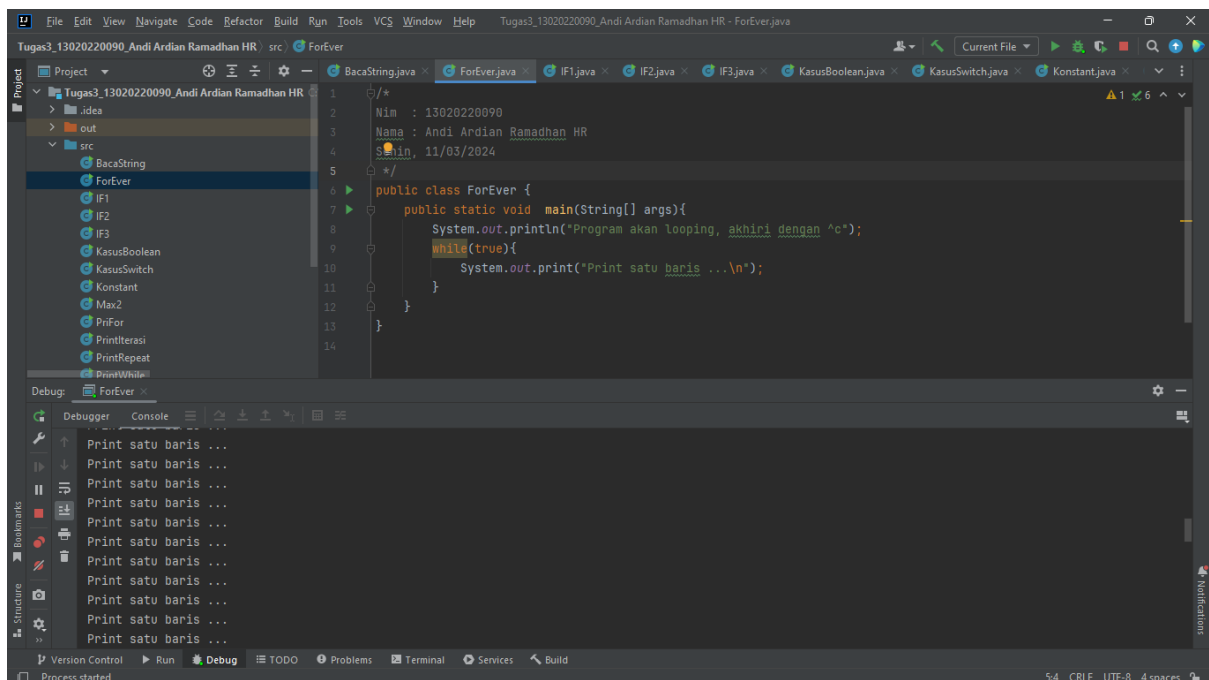 File Edit View Navigate Code Refactor Build Run Tools VCS Window Help Tugas3_13020220090_Andi Ardian Ramadhan HR - ForEver.java
Tugas3_13020220090_Andi Ardian Ramadhan HR src ForEver Current File
Project BacaString.java ForEver.java IF1.java IF2.java IF3.java KasusBoolean.java KasusSwitch.java Konstant.java
Project
Tugas3_13020220090_Andi Ardian Ramadhan HR
.idea
out
src
BacaString
ForEver
IF1
IF2
IF3
KasusBoolean
KasusSwitch
Konstant
Max2
PriFor
PrintIterasi
PrintRepeat
PrintWhile
1 /*
2 Nim : 13020220090
3 Nama : Andi Ardian Ramadhan HR
4 Senin, 11/03/2024
5 */
6 public class ForEver {
7 public static void main(String[] args){
8 System.out.println("Program akan looping, akhiri dengan ^c");
9 while(true){
10 System.out.print("Print satu baris ...\n");
11 }
12 }
13 }
14
1 6
Debug: ForEver
Debugger Console
Print satu baris ...
Print satu baris ...
Print satu baris ...
Print satu baris ...
Print satu baris ...
Print satu baris ...
Print satu baris ...
Print satu baris ...
Print satu baris ...
Print satu baris ...
Print satu baris ...
Bookmarks
Structure
Notifications
Version Control Run Debug TODO Problems Terminal Services Build
Process started 5:4 CRLF UTF-8 4 spaces